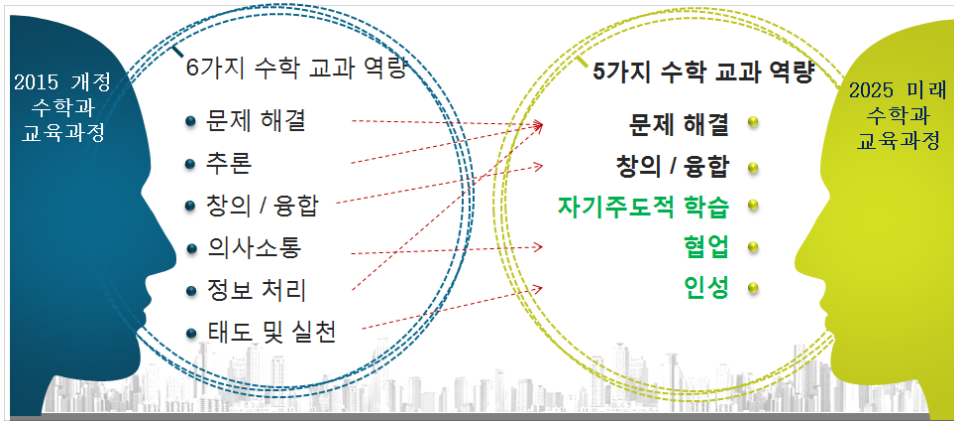 2015 개정
수학과
교육과정
6가지 수학 교과 역량
문제 해결
추론
창의 / 융합
의사소통
정보 처리
태도 및 실천
5가지 수학 교과 역량
문제 해결
창의 / 융합
자기주도적 학습
협업
인성
2025 미래
수학과
교육과정